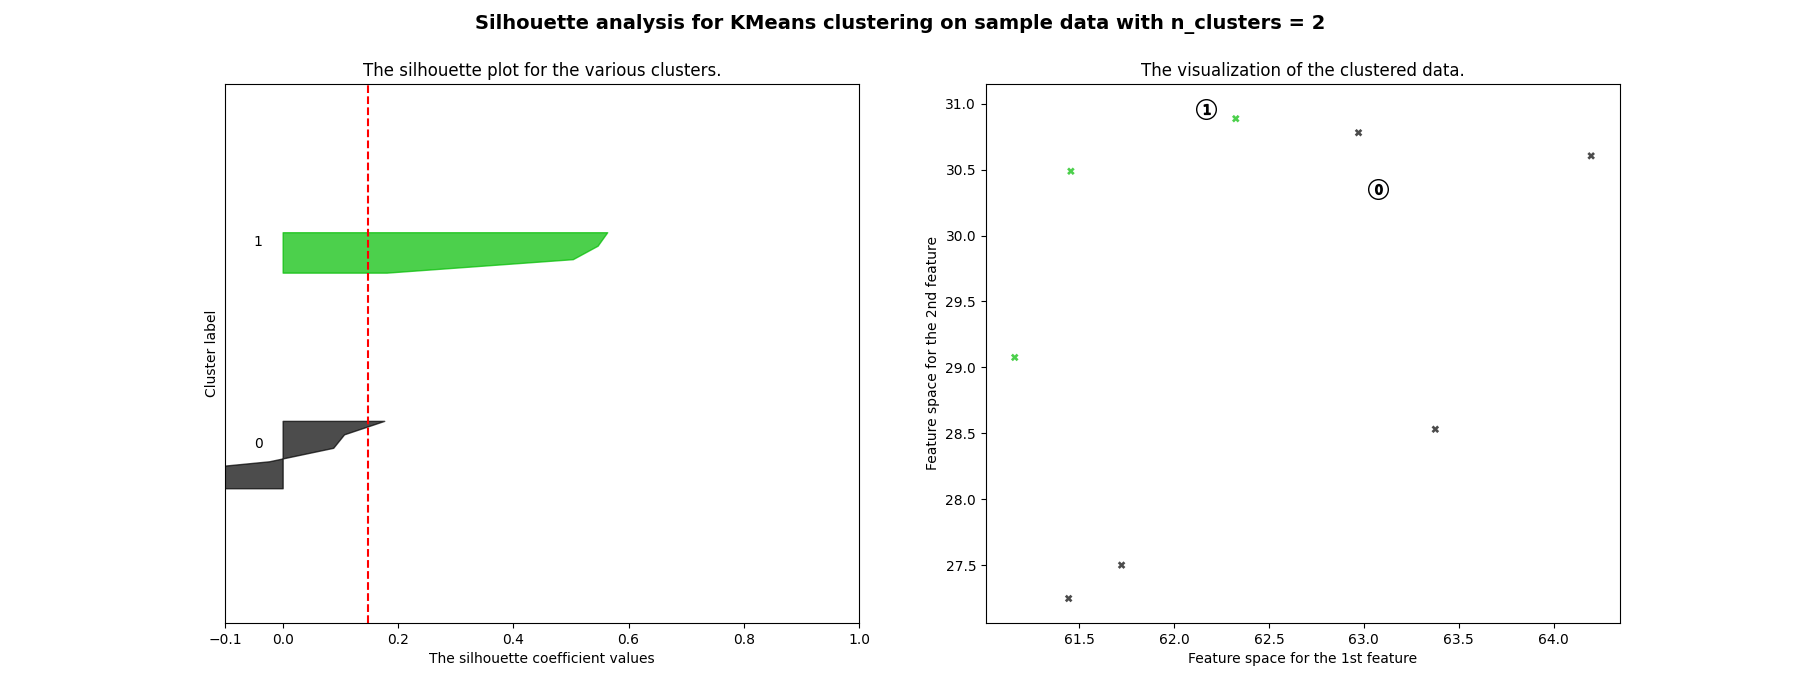 Silhouette analysis for KMeans clustering on sample data with n_clusters = 2
The silhouette plot for the various clusters.
1
0
Cluster label
−0.1 0.0 0.2 0.4 0.6 0.8 1.0
The silhouette coefficient values
The visualization of the clustered data.
31.0
30.5
30.0
29.5
29.0
28.5
28.0
27.5
Feature space for the 2nd feature
1
0
61.5 62.0 62.5 63.0 63.5 64.0
Feature space for the 1st feature